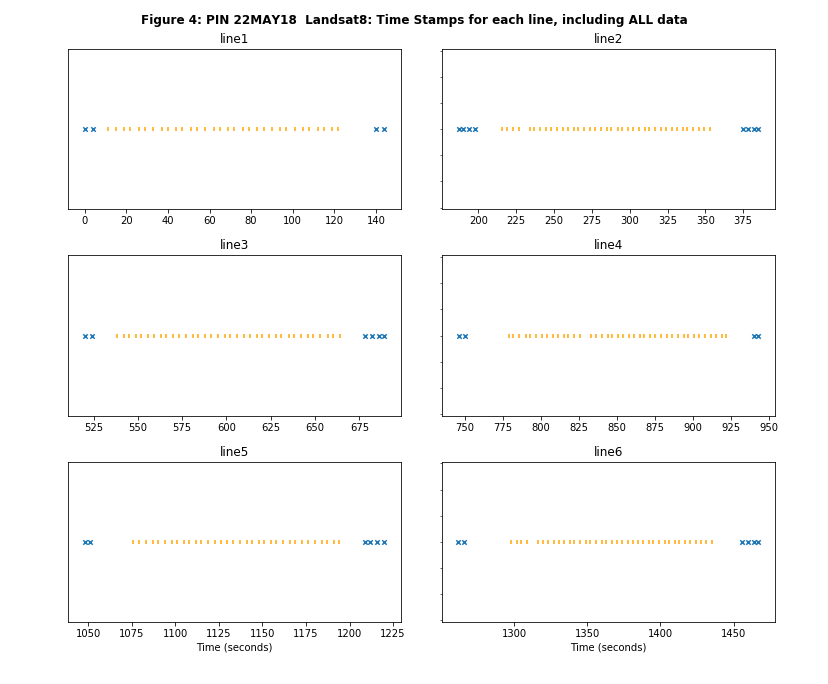 Figure 4: PIN 22MAY18  Landsat8: Time Stamps for each line, including ALL data
line1
0 20 40 60 80 100 120 140
line2
200 225 250 275 300 325 350 375
line3
525 550 575 600 625 650 675
line4
750 775 800 825 850 875 900 925 950
line5
1050 1075 1100 1125 1150 1175 1200 1225
Time (seconds)
line6
1300 1350 1400 1450
Time (seconds)